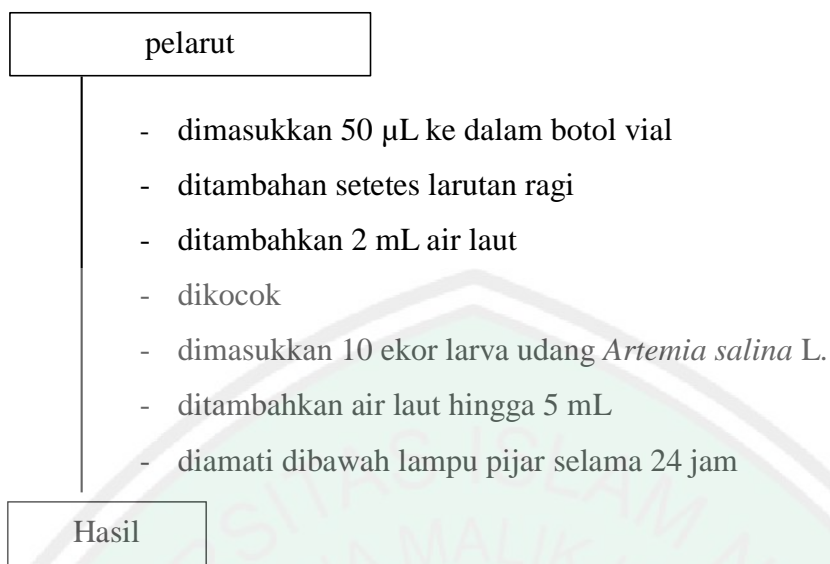 pelarut
- dimasukkan 50 µL ke dalam botol vial
- ditambahan setetes larutan ragi
- ditambahkan 2 mL air laut
- dikocok
- dimasukkan 10 ekor larva udang Artemia salina L.
- ditambahkan air laut hingga 5 mL
- diamati dibawah lampu pijar selama 24 jam
Hasil